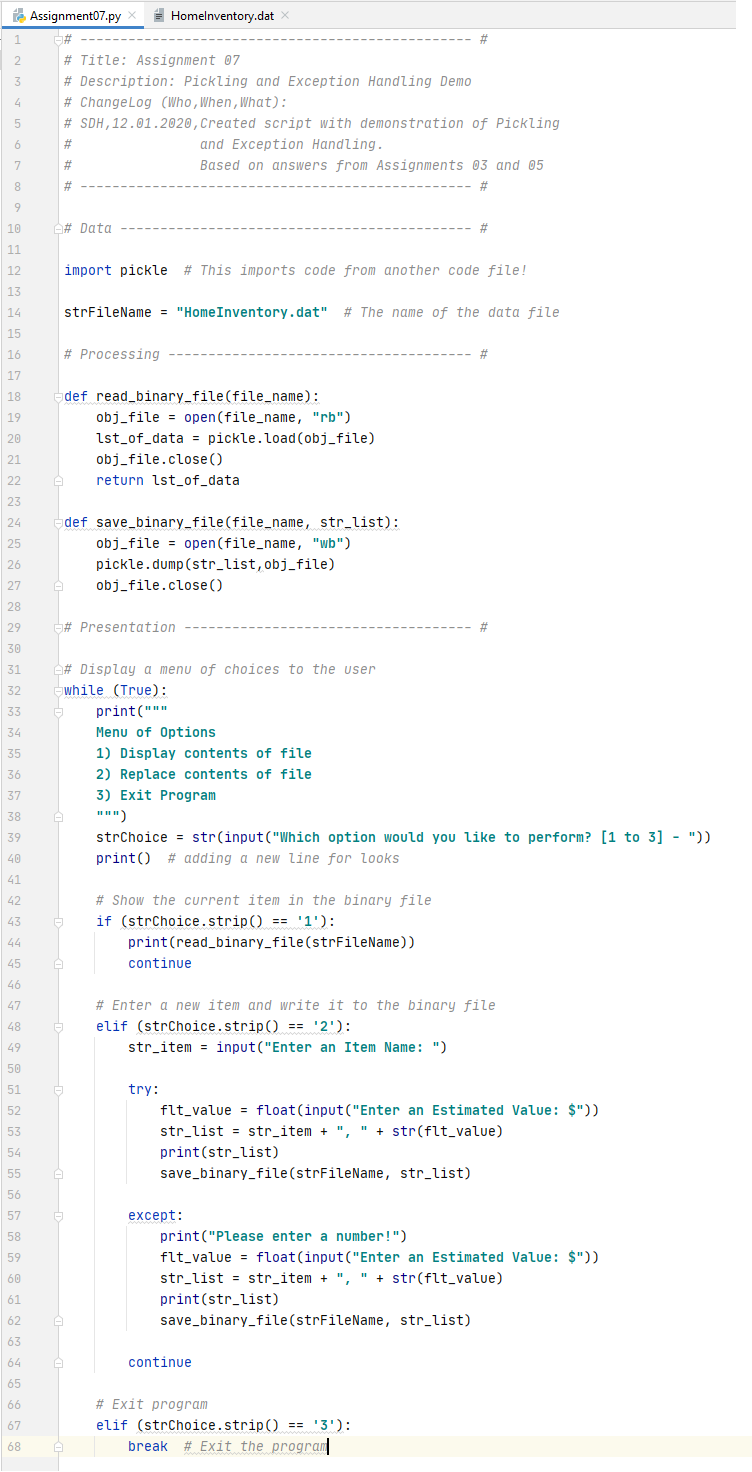 Assignment07.py × HomeInventory.dat ×
1 # ------------------------------------------------- #
2 # Title: Assignment 07
3 # Description: Pickling and Exception Handling Demo
4 # ChangeLog (Who,When,What):
5 # SDH,12.01.2020,Created script with demonstration of Pickling
6 #                and Exception Handling.
7 #                Based on answers from Assignments 03 and 05
8 # ------------------------------------------------- #
9
10 # Data -------------------------------------------- #
11
12 import pickle  # This imports code from another code file!
13
14 strFileName = "HomeInventory.dat"  # The name of the data file
15
16 # Processing -------------------------------------- #
17
18 def read_binary_file(file_name):
19     obj_file = open(file_name, "rb")
20     lst_of_data = pickle.load(obj_file)
21     obj_file.close()
22     return lst_of_data
23
24 def save_binary_file(file_name, str_list):
25     obj_file = open(file_name, "wb")
26     pickle.dump(str_list,obj_file)
27     obj_file.close()
28
29 # Presentation ------------------------------------ #
30
31 # Display a menu of choices to the user
32 while (True):
33     print("""
34     Menu of Options
35     1) Display contents of file
36     2) Replace contents of file
37     3) Exit Program
38     """)
39     strChoice = str(input("Which option would you like to perform? [1 to 3] - "))
40     print()  # adding a new line for looks
41
42     # Show the current item in the binary file
43     if (strChoice.strip() == '1'):
44         print(read_binary_file(strFileName))
45         continue
46
47     # Enter a new item and write it to the binary file
48     elif (strChoice.strip() == '2'):
49         str_item = input("Enter an Item Name: ")
50
51         try:
52             flt_value = float(input("Enter an Estimated Value: $"))
53             str_list = str_item + ", " + str(flt_value)
54             print(str_list)
55             save_binary_file(strFileName, str_list)
56
57         except:
58             print("Please enter a number!")
59             flt_value = float(input("Enter an Estimated Value: $"))
60             str_list = str_item + ", " + str(flt_value)
61             print(str_list)
62             save_binary_file(strFileName, str_list)
63
64         continue
65
66     # Exit program
67     elif (strChoice.strip() == '3'):
68         break  # Exit the program